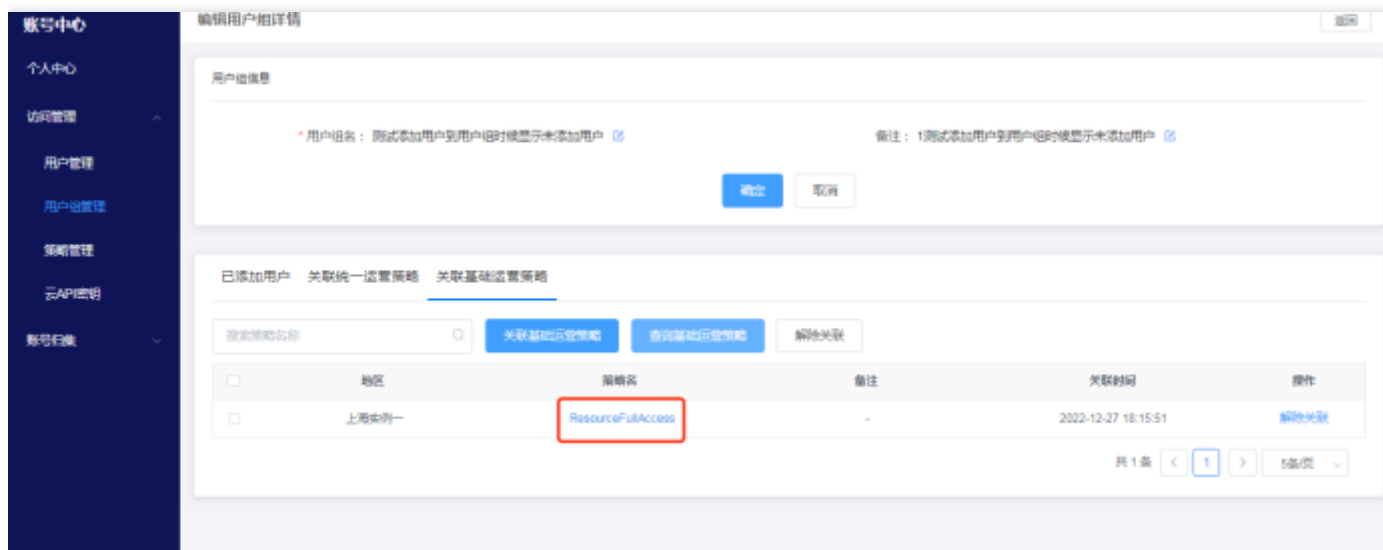 账号中心
编辑用户组详情
返回
个人中心
用户组信息
访问管理
* 用户组名： 测试添加用户到用户组时候显示未添加用户
备注： 1测试添加用户到用户组时候显示未添加用户
用户管理
确定
取消
用户组管理
策略管理
已添加用户 关联统一运营策略 关联基础运营策略
云API密钥
账号归集
搜索策略名称
关联基础运营策略
查询基础运营策略
解除关联
地区 策略名 备注 关联时间 操作
上海实例一 ResourceFullAccess - 2022-12-27 18:15:51 解除关联
共 1 条 < 1 > 5条/页